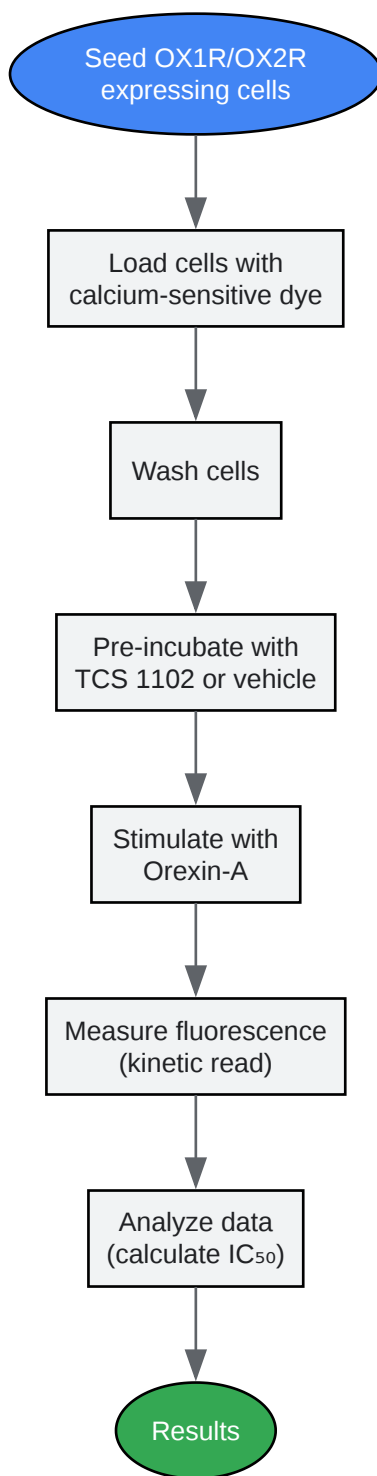 Seed OX1R/OX2R
expressing cells
Load cells with
calcium-sensitive dye
Wash cells
Pre-incubate with
TCS 1102 or vehicle
Stimulate with
Orexin-A
Measure fluorescence
(kinetic read)
Analyze data
(calculate IC₅₀)
Results